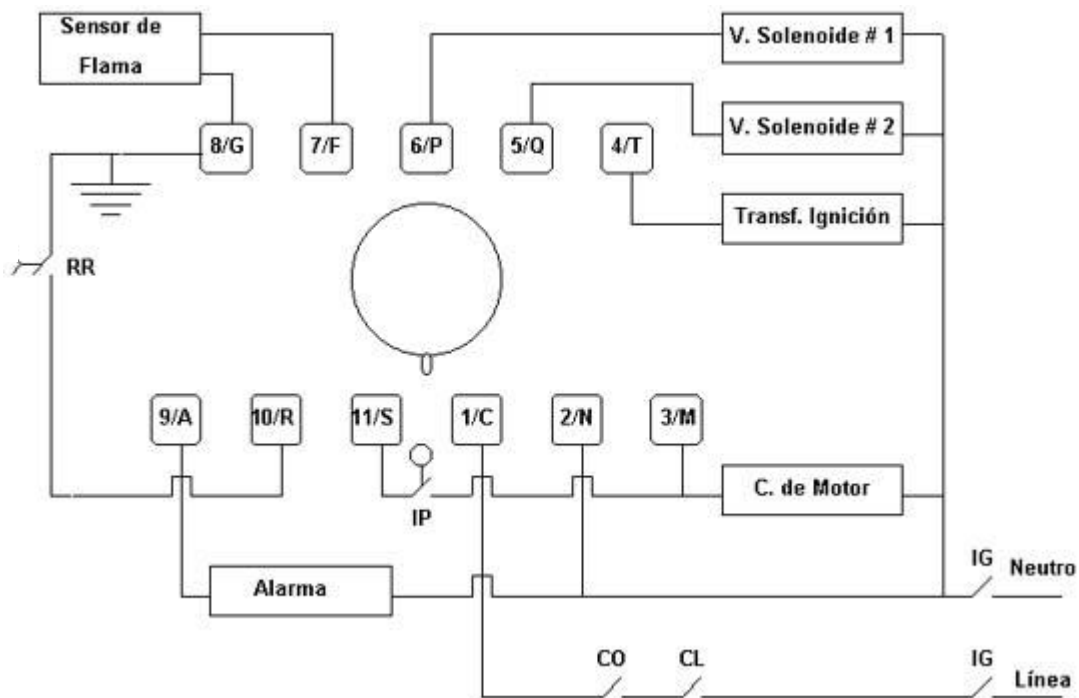 Sensor de
Flama
V. Solenoide # 1
8/G
7/F
6/P
5/Q
4/T
V. Solenoide # 2
Transf. Ignición
RR
9/A
10/R
11/S
1/C
2/N
3/M
IP
C. de Motor
Alarma
IG
Neutro
CO
CL
IG
Línea